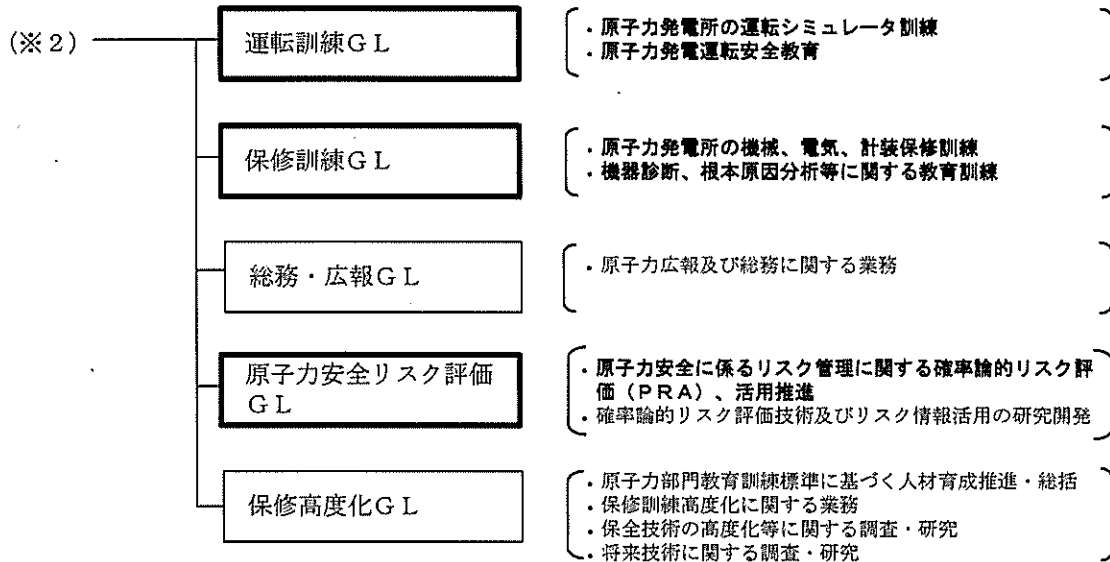 (※2)
運転訓練GL
・原子力発電所の運転シミュレータ訓練
・原子力発電運転安全教育
保修訓練GL
・原子力発電所の機械、電気、計装保修訓練
・機器診断、根本原因分析等に関する教育訓練
総務・広報GL
・原子力広報及び総務に関する業務
原子力安全リスク評価
GL
・原子力安全に係るリスク管理に関する確率論的リスク評
価（PRA）、活用推進
・確率論的リスク評価技術及びリスク情報活用の研究開発
保修高度化GL
・原子力部門教育訓練標準に基づく人材育成推進・総括
・保修訓練高度化に関する業務
・保全技術の高度化等に関する調査・研究
・将来技術に関する調査・研究